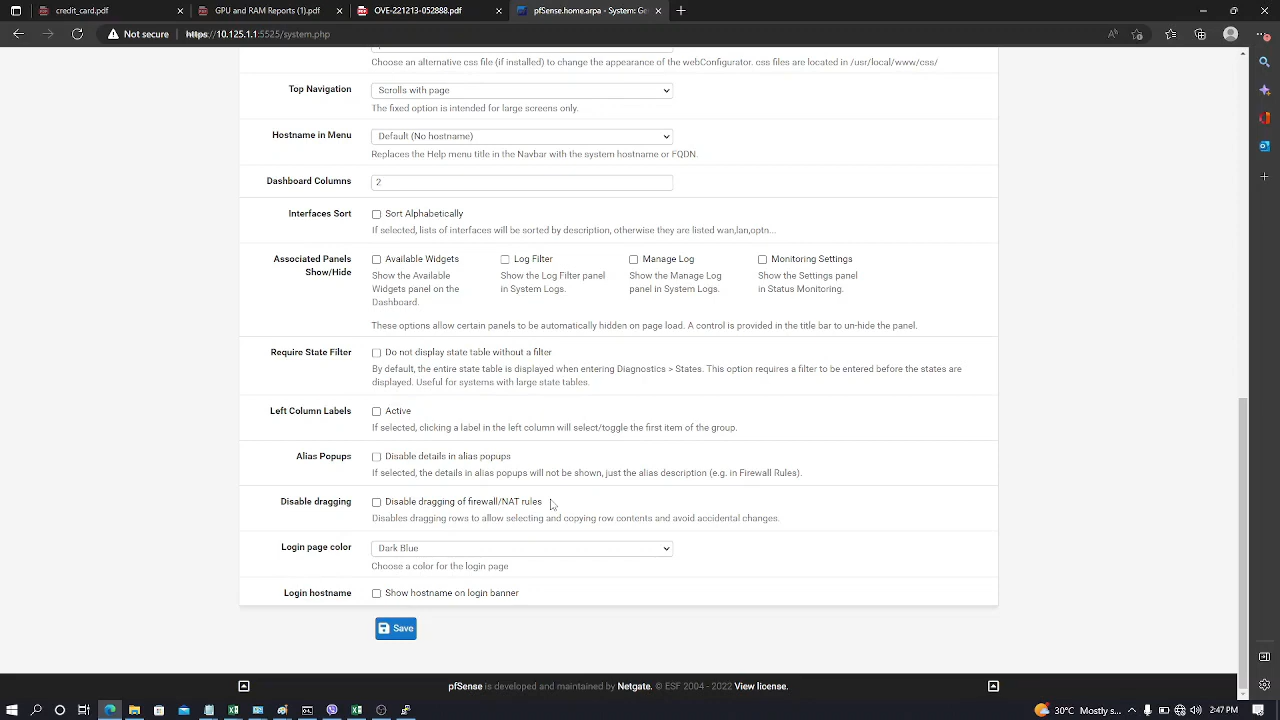 credit_card.pdf
GPU and RAM Reports (1).pdf
OVE-221213-052888.pdf
pfSense.home.arpa - System: Ge
Not secure
https://10.125.1.1:5525/system.php
Choose an alternative css file (if installed) to change the appearance of the webConfigurator. css files are located in /usr/local/www/css/
Top Navigation
Scrolls with page
The fixed option is intended for large screens only.
Hostname in Menu
Default (No hostname)
Replaces the Help menu title in the Navbar with the system hostname or FQDN.
Dashboard Columns
2
Interfaces Sort
Sort Alphabetically
If selected, lists of interfaces will be sorted by description, otherwise they are listed wan,lan,optn...
Associated Panels
Show/Hide
Available Widgets
Show the Available
Widgets panel on the
Dashboard.
Log Filter
Show the Log Filter panel
in System Logs.
Manage Log
Show the Manage Log
panel in System Logs.
Monitoring Settings
Show the Settings panel
in Status Monitoring.
These options allow certain panels to be automatically hidden on page load. A control is provided in the title bar to un-hide the panel.
Require State Filter
Do not display state table without a filter
By default, the entire state table is displayed when entering Diagnostics > States. This option requires a filter to be entered before the states are
displayed. Useful for systems with large state tables.
Left Column Labels
Active
If selected, clicking a label in the left column will select/toggle the first item of the group.
Alias Popups
Disable details in alias popups
If selected, the details in alias popups will not be shown, just the alias description (e.g. in Firewall Rules).
Disable dragging
Disable dragging of firewall/NAT rules
Disables dragging rows to allow selecting and copying row contents and avoid accidental changes.
Login page color
Dark Blue
Choose a color for the login page
Login hostname
Show hostname on login banner
Save
pfSense is developed and maintained by Netgate. © ESF 2004 - 2022 View license.
30°C Mostly ...
2:47 PM